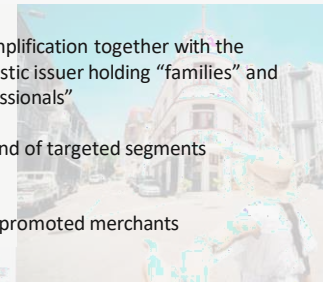 mplification together with the
stic issuer holding “families” and
ssionals”
nd of targeted segments
promoted merchants